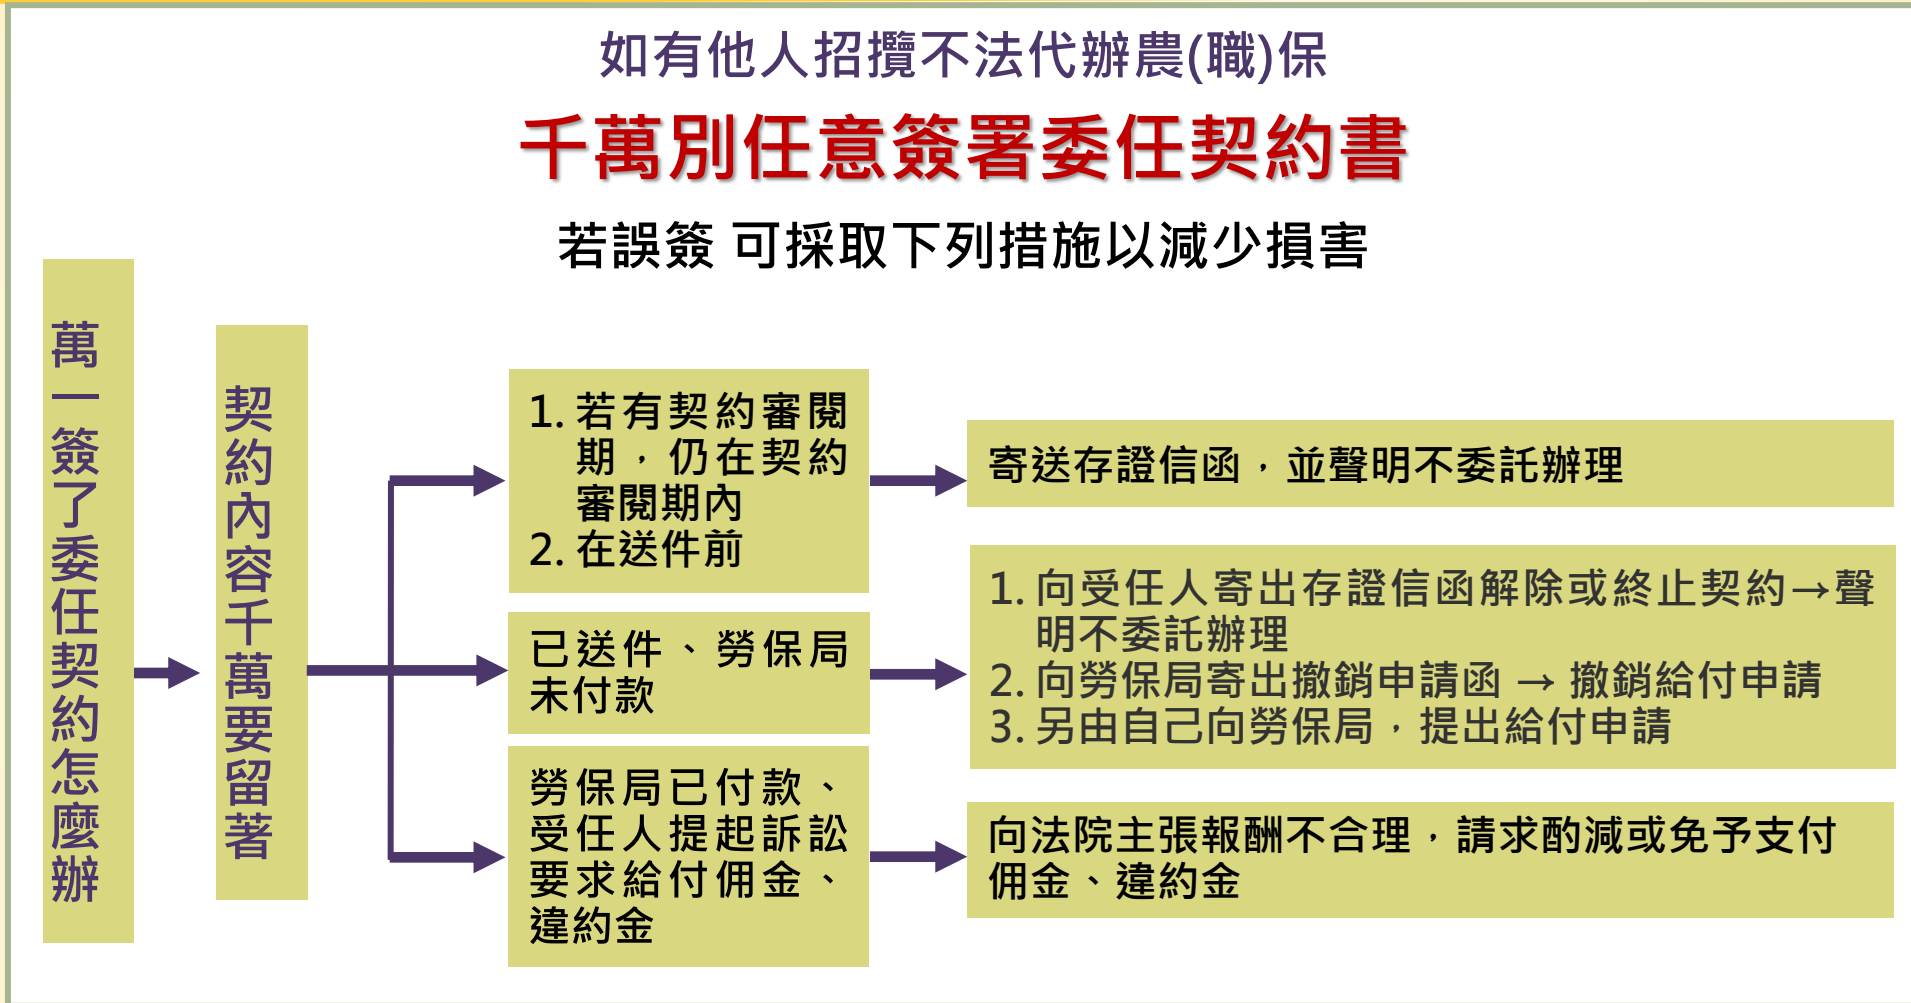 如有他人招攬不法代辦農(職)保
千萬別任意簽署委任契約書
若誤簽 可採取下列措施以減少損害
萬一簽了委任契約怎麼辦
契約內容千萬要留著
1. 若有契約審閱
期，仍在契約
審閱期內
2. 在送件前
寄送存證信函，並聲明不委託辦理
已送件、勞保局
未付款
1. 向受任人寄出存證信函解除或終止契約→聲
明不委託辦理
2. 向勞保局寄出撤銷申請函 → 撤銷給付申請
3. 另由自己向勞保局，提出給付申請
勞保局已付款、
受任人提起訴訟
要求給付佣金、
違約金
向法院主張報酬不合理，請求酌減或免予支付
佣金、違約金